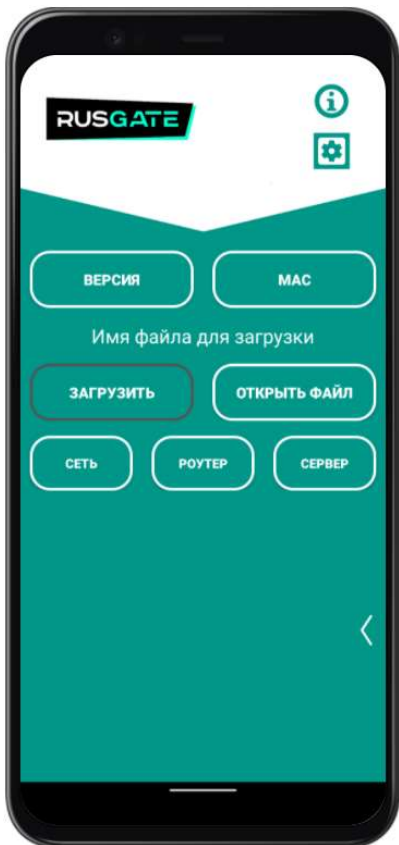 RUSGATE
ВЕРСИЯ MAC
Имя файла для загрузки
ЗАГРУЗИТЬ ОТКРЫТЬ ФАЙЛ
СЕТЬ РОУТЕР СЕРВЕР